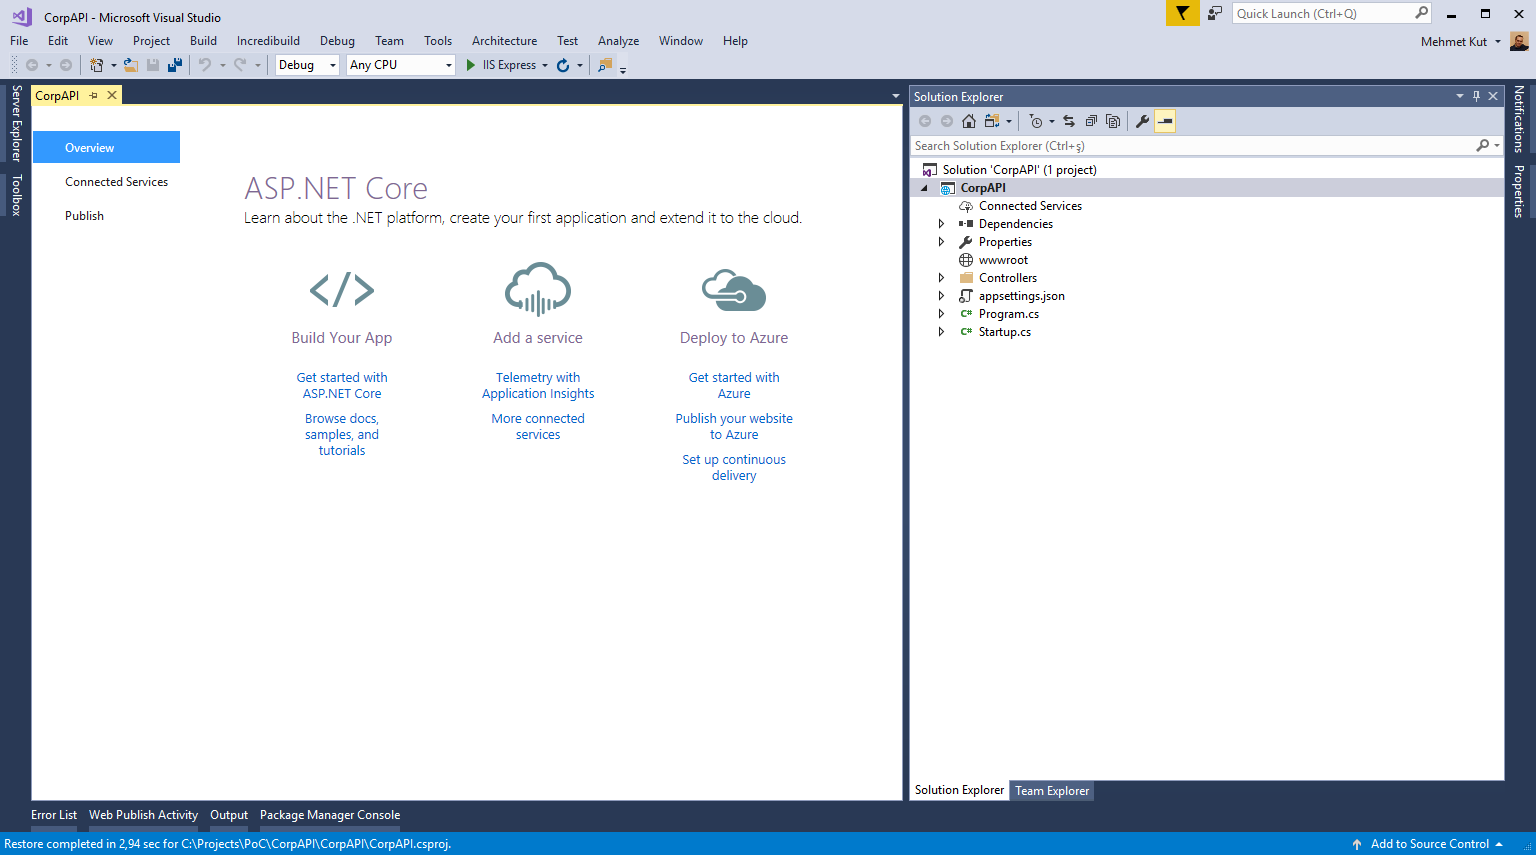 CorpAPI - Microsoft Visual Studio
Quick Launch (Ctrl+Q)
File Edit View Project Build Incredibuild Debug Team Tools Architecture Test Analyze Window Help
Mehmet Kut
Debug Any CPU IIS Express
Server Explorer
Toolbox
CorpAPI
Overview
Connected Services
Publish
ASP.NET Core
Learn about the .NET platform, create your first application and extend it to the cloud.
Build Your App
Get started with
ASP.NET Core
Browse docs,
samples, and
tutorials
Add a service
Telemetry with
Application Insights
More connected
services
Deploy to Azure
Get started with
Azure
Publish your website
to Azure
Set up continuous
delivery
Solution Explorer
Search Solution Explorer (Ctrl+ş)
Solution 'CorpAPI' (1 project)
CorpAPI
Connected Services
Dependencies
Properties
wwwroot
Controllers
appsettings.json
C# Program.cs
C# Startup.cs
Solution Explorer Team Explorer
Notifications
Properties
Error List Web Publish Activity Output Package Manager Console
Restore completed in 2,94 sec for C:\Projects\PoC\CorpAPI\CorpAPI\CorpAPI.csproj.
Add to Source Control